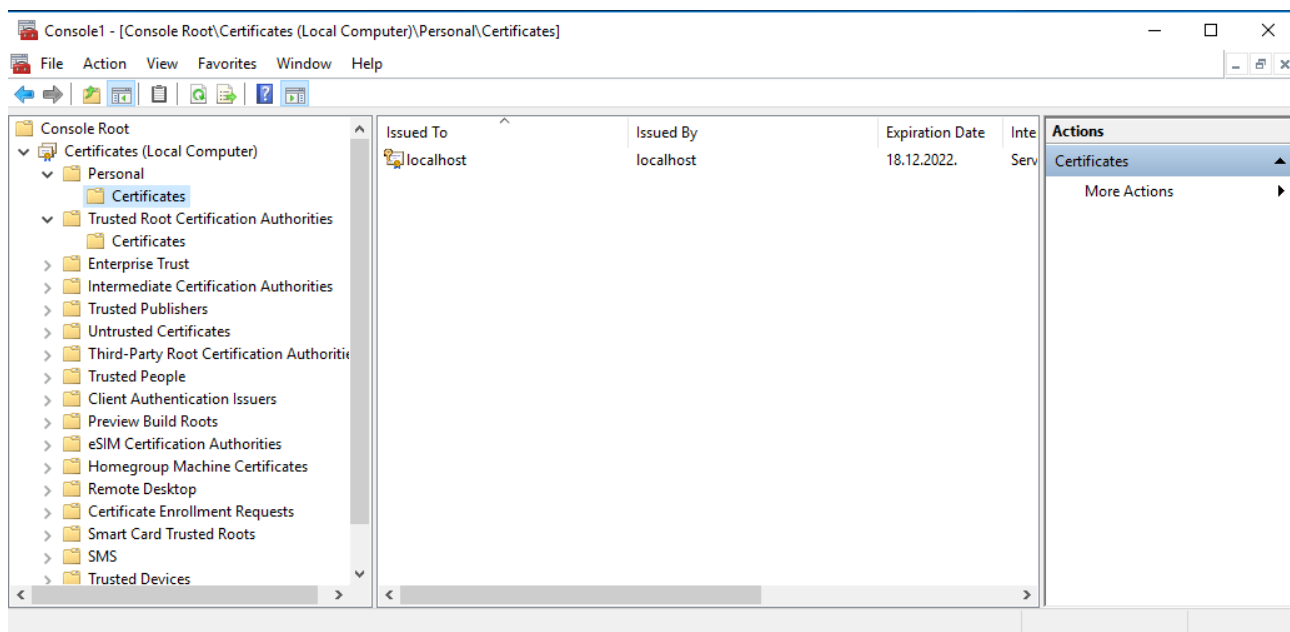 Console1 - [Console Root\Certificates (Local Computer)\Personal\Certificates]
File Action View Favorites Window Help
Console Root
Certificates (Local Computer)
Personal
Certificates
Trusted Root Certification Authorities
Certificates
Enterprise Trust
Intermediate Certification Authorities
Trusted Publishers
Untrusted Certificates
Third-Party Root Certification Authoritie
Trusted People
Client Authentication Issuers
Preview Build Roots
eSIM Certification Authorities
Homegroup Machine Certificates
Remote Desktop
Certificate Enrollment Requests
Smart Card Trusted Roots
SMS
Trusted Devices
Issued To Issued By Expiration Date Inte
localhost localhost 18.12.2022. Serv
Actions
Certificates
More Actions